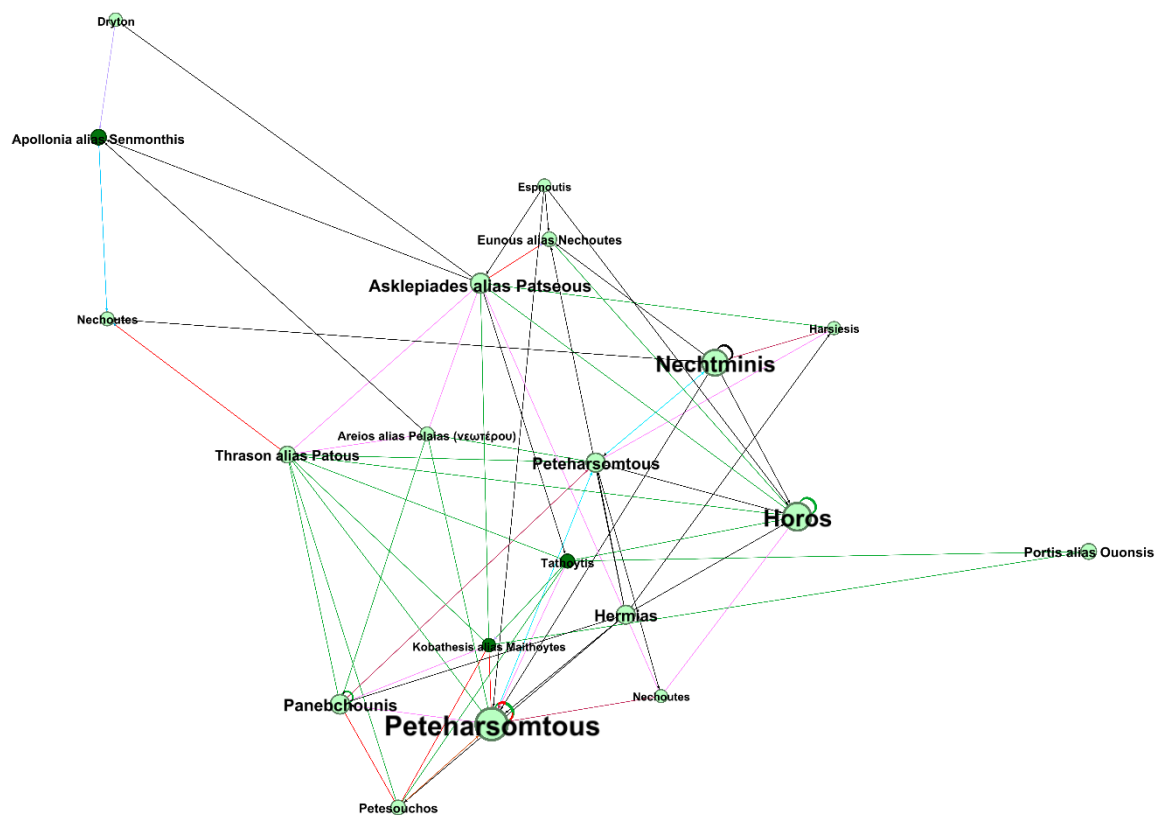 Dryton
Apollonia alias Senmonthis
Espnoutis
Eunous alias Nechoutes
Asklepiades alias Patseous
Nechoutes
Harsiesis
Nechtminis
Areios alias Pelaias (νεωτέρου)
Thrason alias Patous
Peteharsomtous
Horos
Portis alias Ouonsis
Tathoytis
Hermias
Kobathesis alias Maithoytes
Nechoutes
Panebchounis
Peteharsomtous
Petesouchos